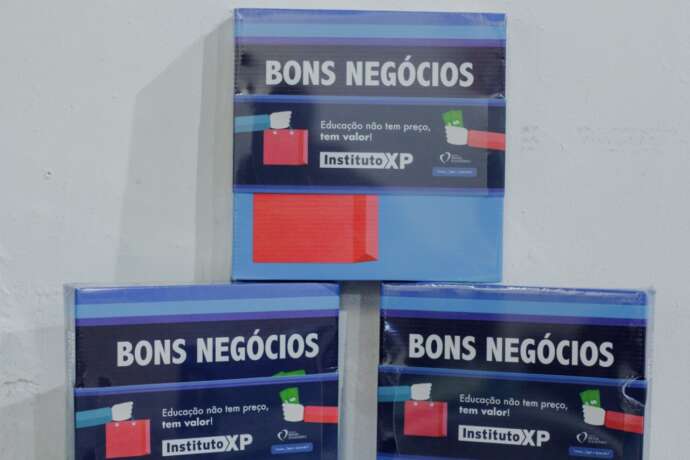 BONS NEGÓCIOS
Educação não tem preço,
tem valor!
InstitutoXP
BONS NEGÓCIOS
Educação não tem preço,
tem valor!
InstitutoXP
BONS NEGÓCIOS
Educação não tem preço,
tem valor!
InstitutoXP